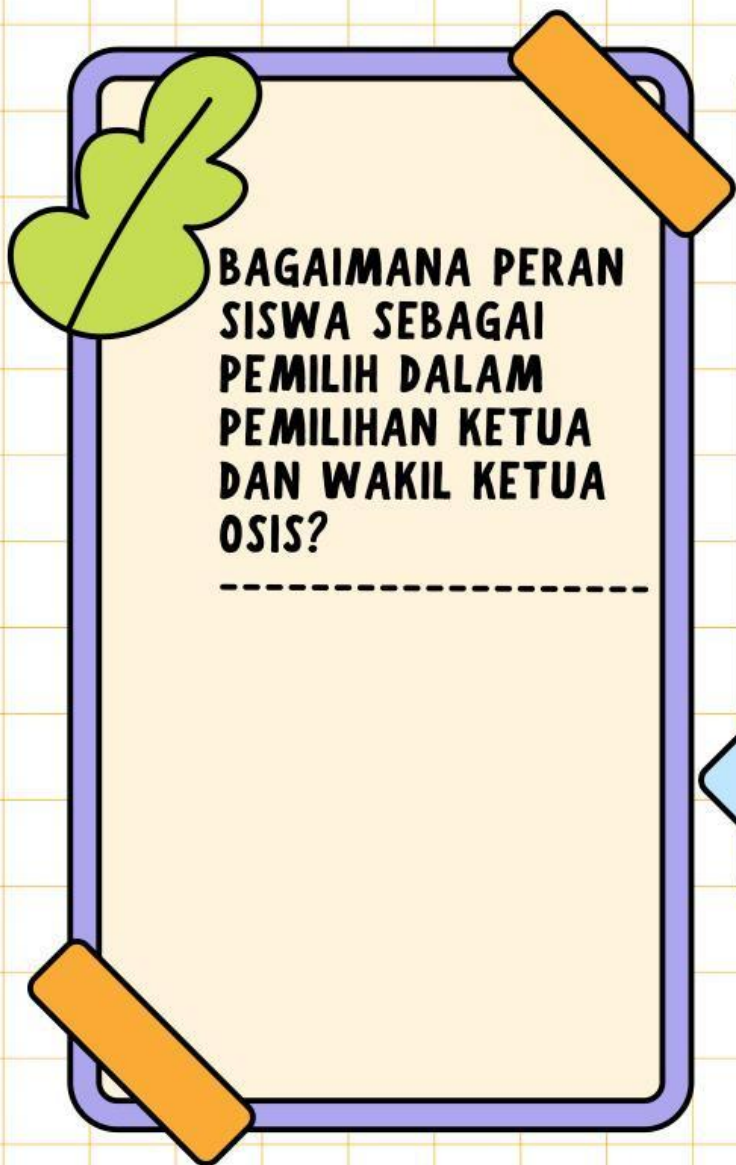 BAGAIMANA PERAN
SISWA SEBAGAI
PEMILIH DALAM
PEMILIHAN KETUA
DAN WAKIL KETUA
OSIS?